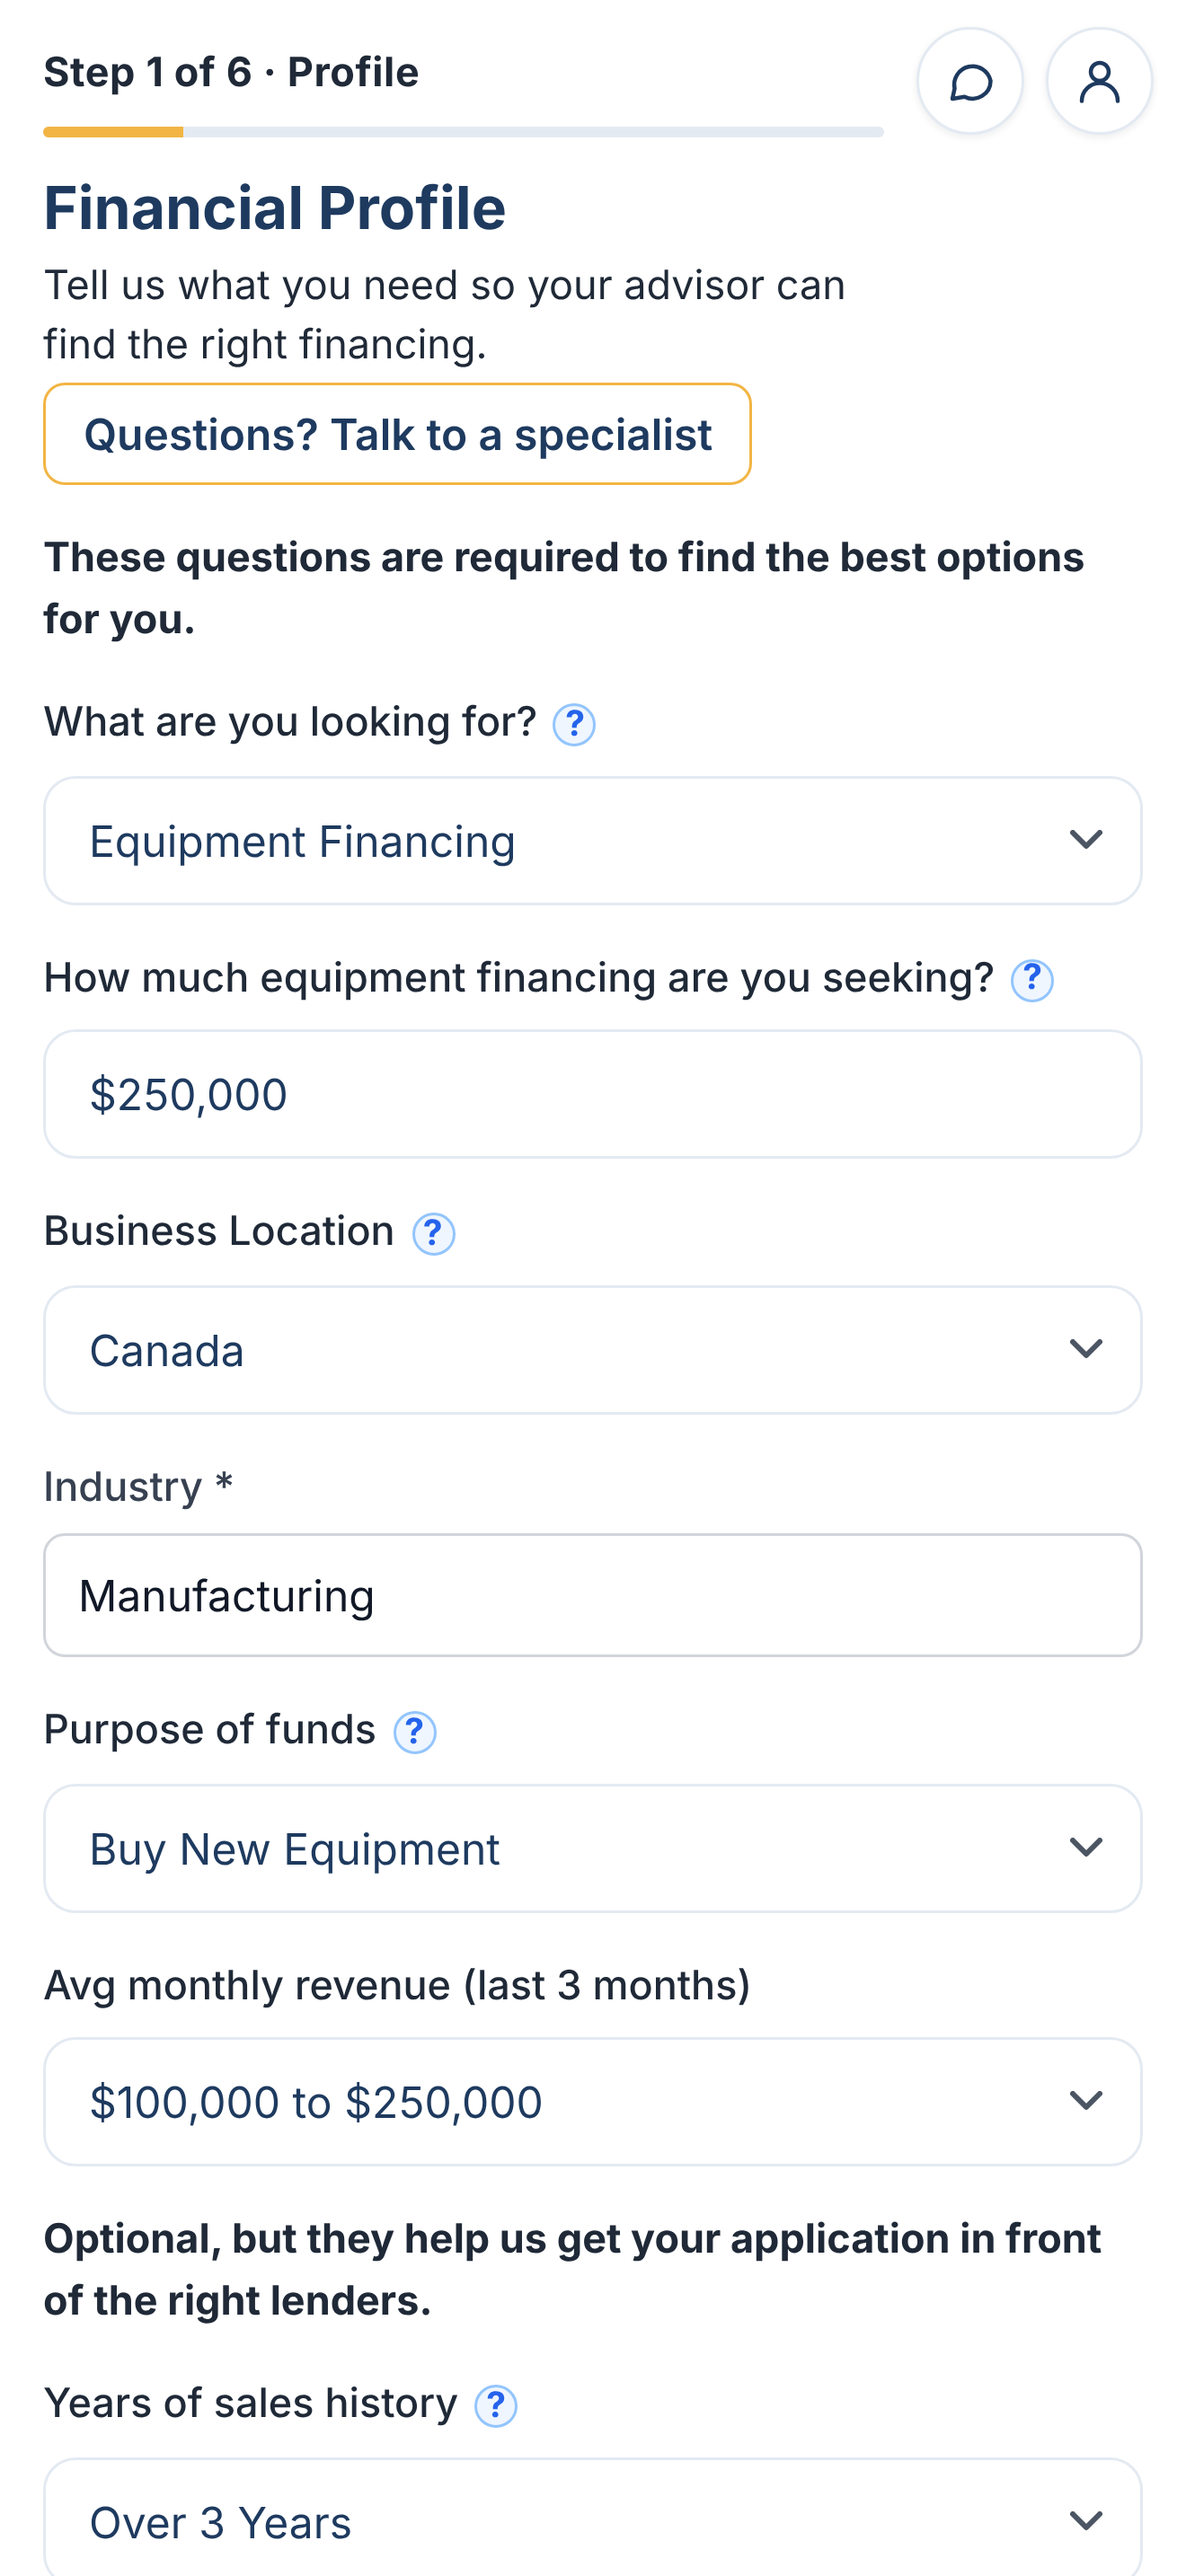 Step 1 of 6 · Profile
Financial Profile
Tell us what you need so your advisor can
find the right financing.
Questions? Talk to a specialist
These questions are required to find the best options
for you.
What are you looking for? ?
Equipment Financing
How much equipment financing are you seeking? ?
$250,000
Business Location ?
Canada
Industry *
Manufacturing
Purpose of funds ?
Buy New Equipment
Avg monthly revenue (last 3 months)
$100,000 to $250,000
Optional, but they help us get your application in front
of the right lenders.
Years of sales history ?
Over 3 Years